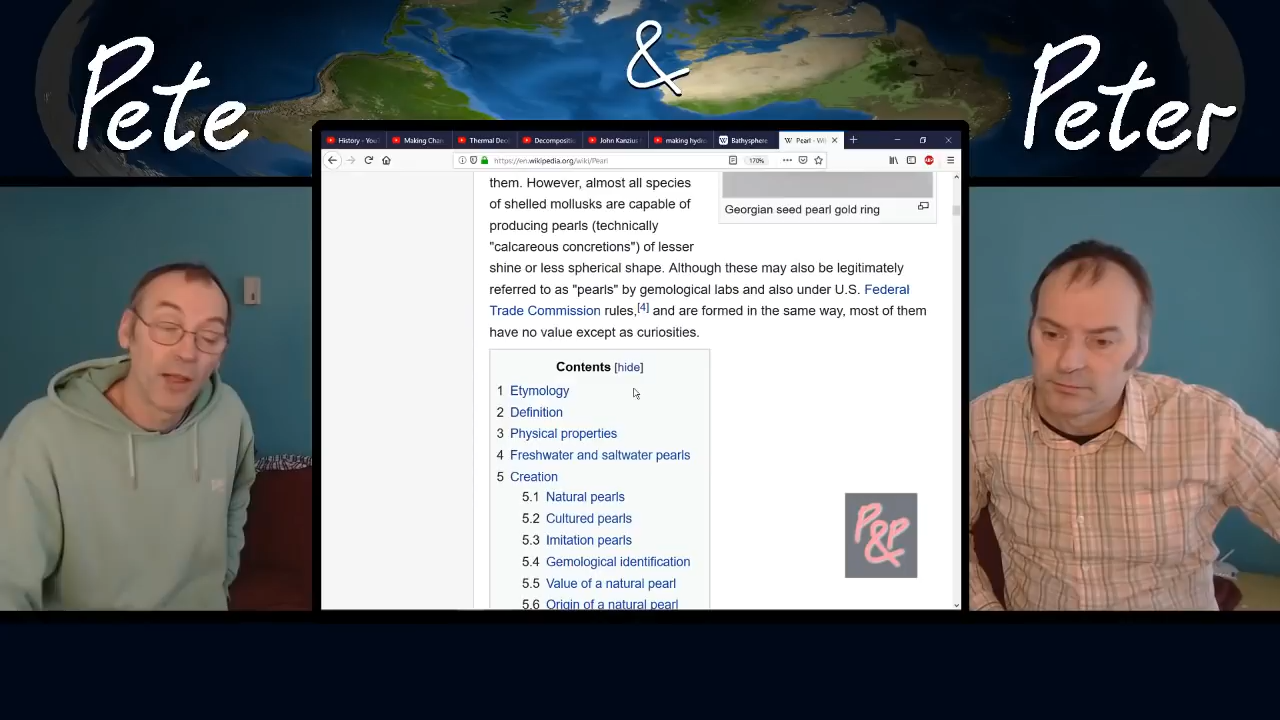 Pete
&
Peter
History - You
Making Chan
Thermal Dec
Decompositi
John Kanzius
making hydr
Bathysphere
Pearl - Wi
https://en.wikipedia.org/wiki/Pearl
170%
them. However, almost all species
of shelled mollusks are capable of
producing pearls (technically
"calcareous concretions") of lesser
shine or less spherical shape. Although these may also be legitimately
referred to as "pearls" by gemological labs and also under U.S. Federal
Trade Commission rules,[4] and are formed in the same way, most of them
have no value except as curiosities.
Georgian seed pearl gold ring
Contents [hide]
1 Etymology
2 Definition
3 Physical properties
4 Freshwater and saltwater pearls
5 Creation
5.1 Natural pearls
5.2 Cultured pearls
5.3 Imitation pearls
5.4 Gemological identification
5.5 Value of a natural pearl
5.6 Origin of a natural pearl
P&P